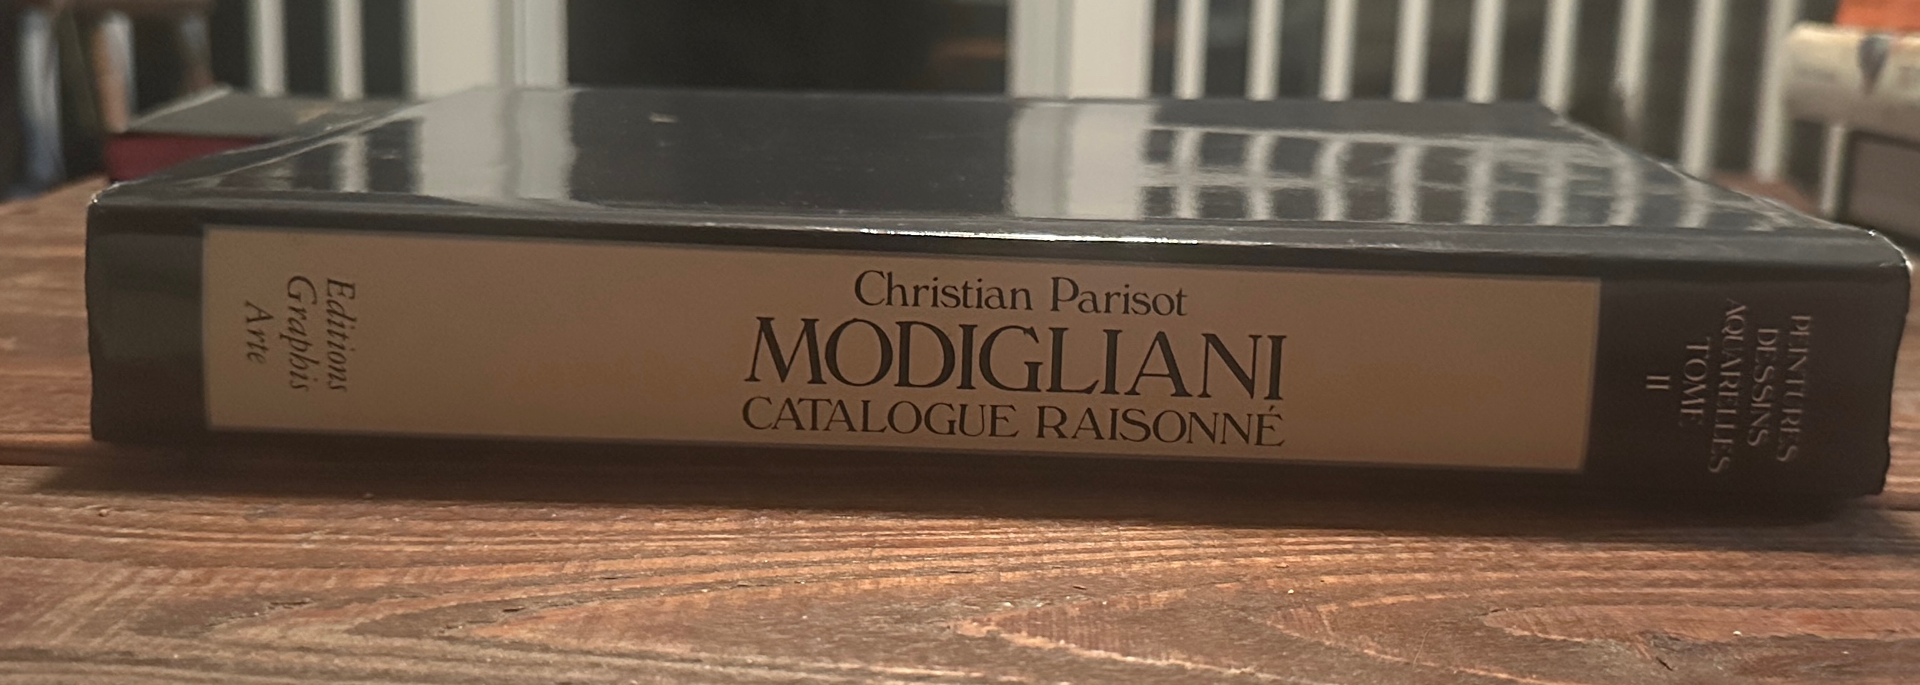 Editions
Graphis
Arte
Christian Parisot
MODIGLIANI
CATALOGUE RAISONNÉ
PEINTURES
DESSINS
AQUARELLES
TOME
II